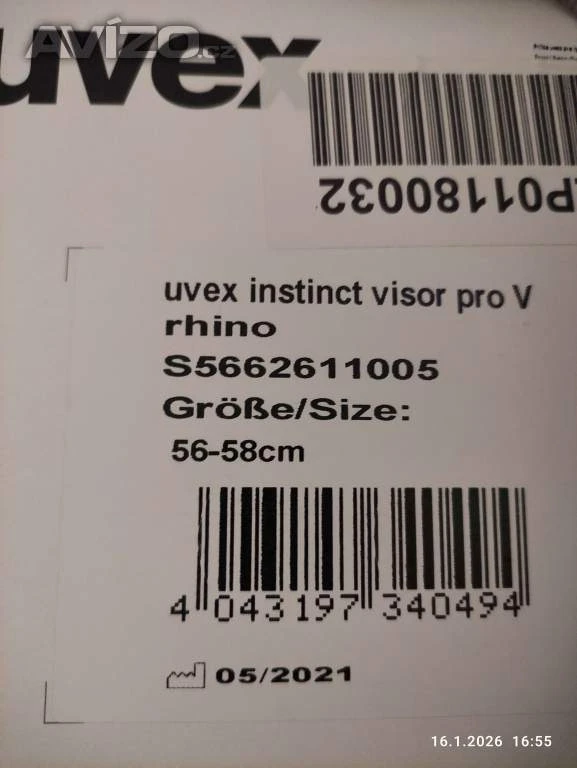 uvex
AVÍZO.cz
P01180032
uvex instinct visor pro V
rhino
S5662611005
Größe/Size:
56-58cm
4 043197 340494
05/2021
16.1.2026 16:55